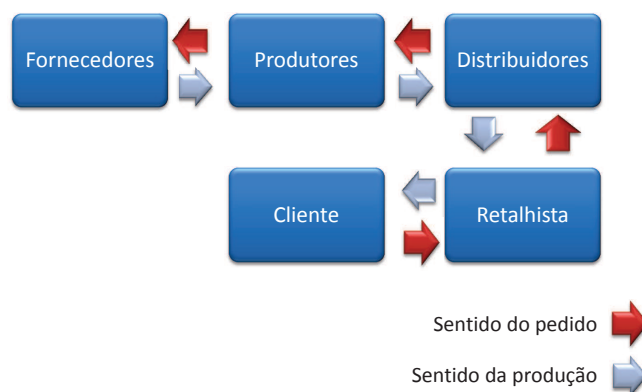 Fornecedores
Produtores
Distribuidores
Cliente
Retalhista
Sentido do pedido
Sentido da produção